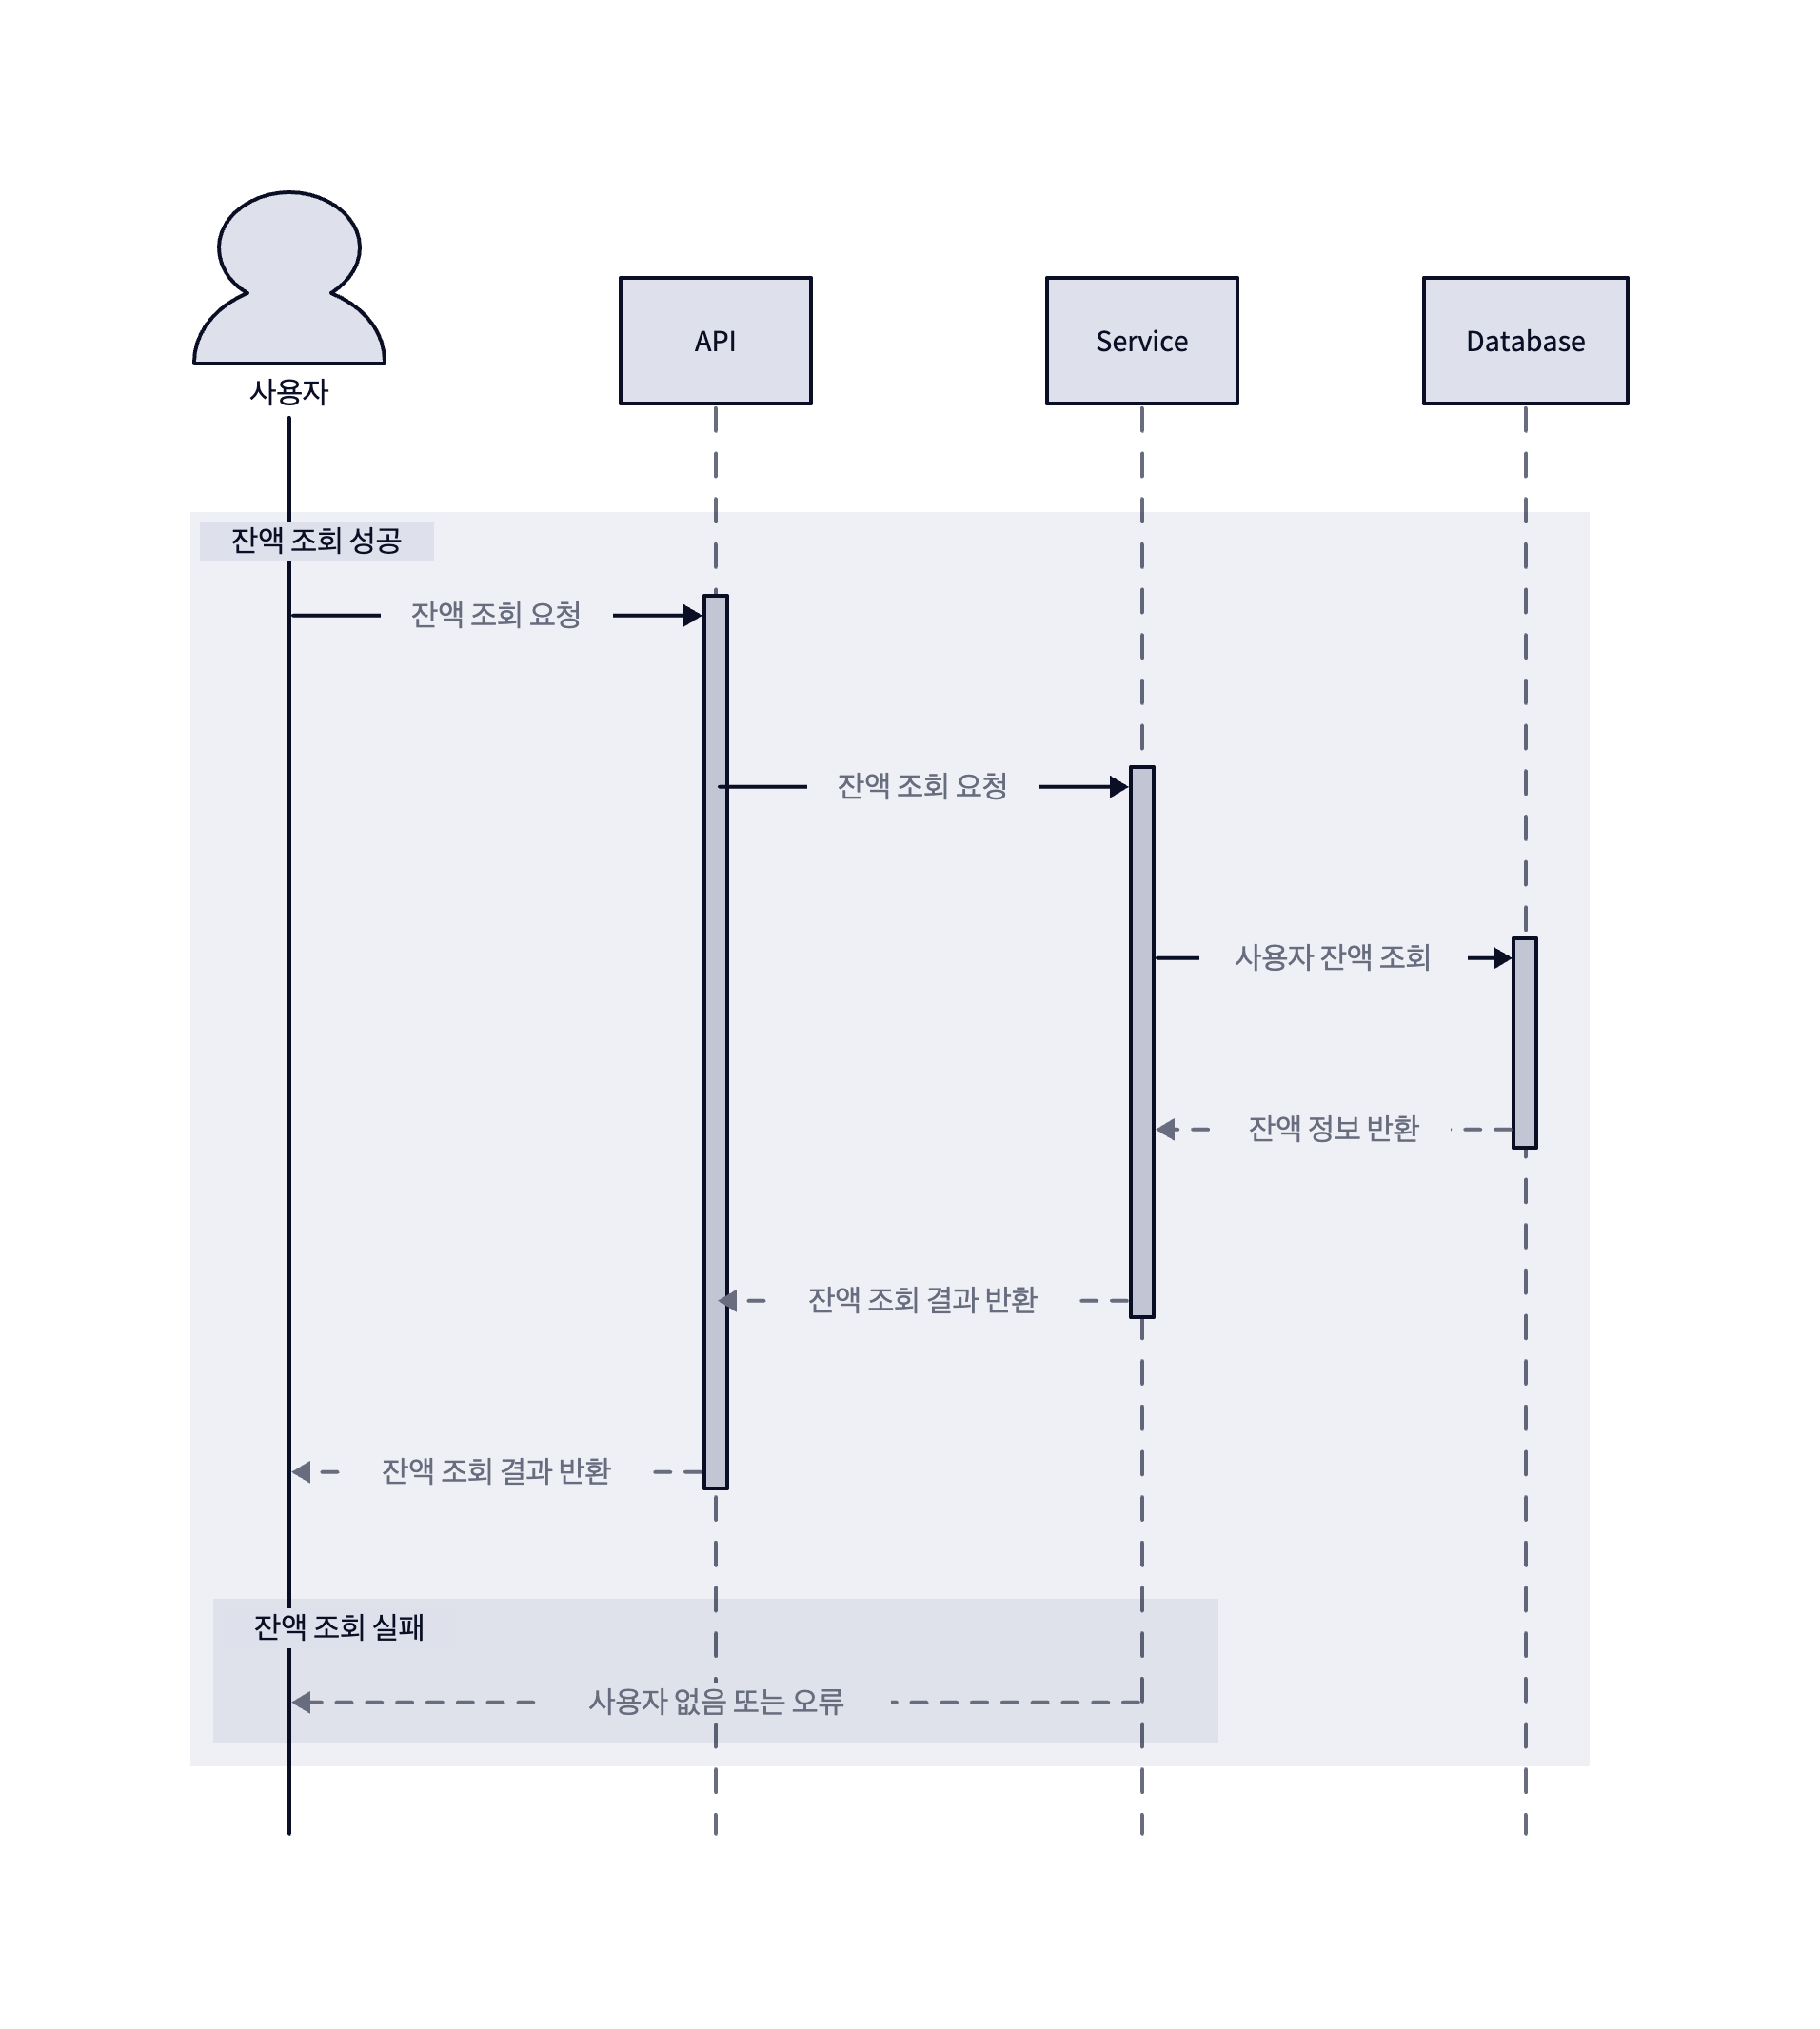 사용자
API
Service
Database
잔액 조회 성공
잔액 조회 요청
잔액 조회 요청
사용자 잔액 조회
잔액 정보 반환
잔액 조회 결과 반환
잔액 조회 결과 반환
잔액 조회 실패
사용자 없음 또는 오류